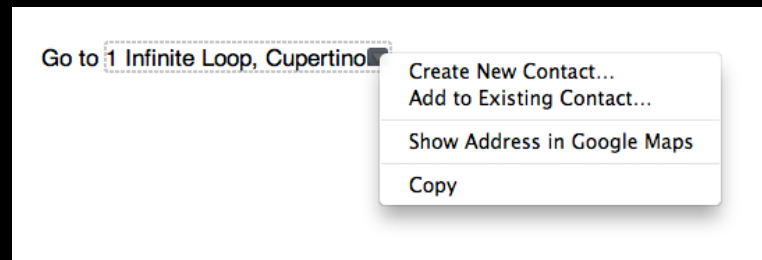 Go to 1 Infinite Loop, Cupertino
Create New Contact...
Add to Existing Contact...
Show Address in Google Maps
Copy